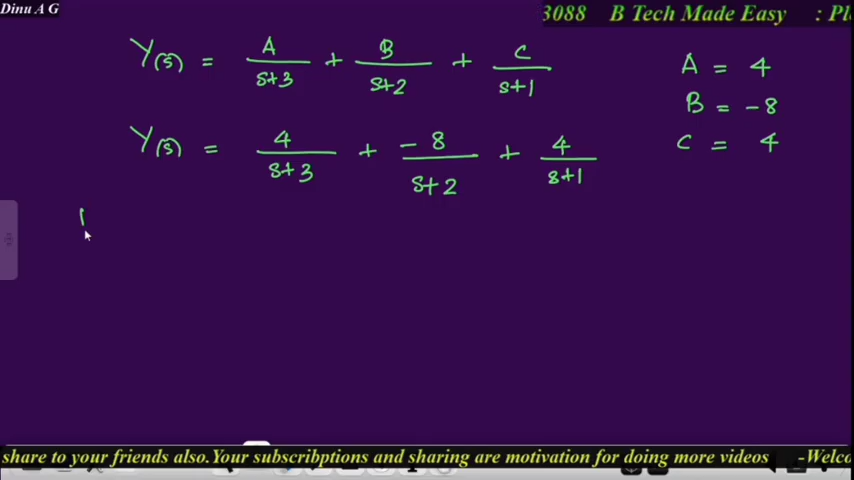 Dinu A G
3088 B Tech Made Easy : Pl
Y(s) = A/(s+3) + B/(s+2) + C/(s+1)
A = 4
B = -8
C = 4
Y(s) = 4/(s+3) + -8/(s+2) + 4/(s+1)
share to your friends also.Your subscribptions and sharing are motivation for doing more videos -Welco